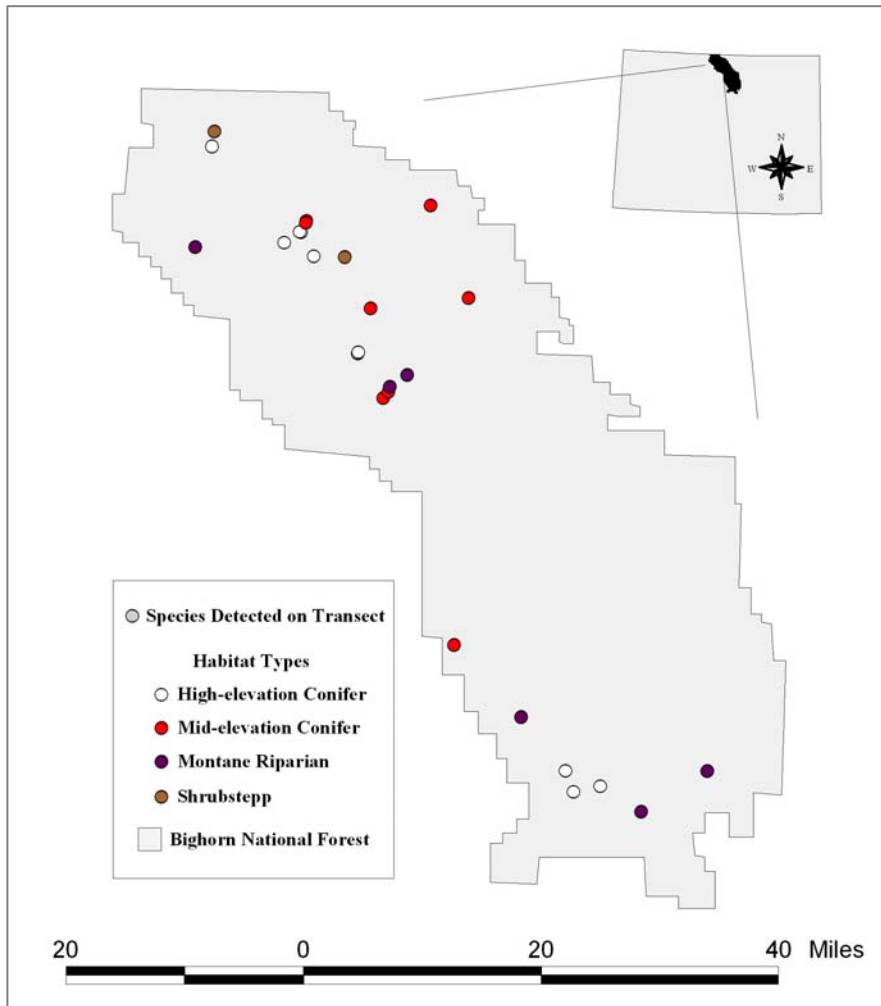 N
W E
S
Species Detected on Transect
Habitat Types
High-elevation Conifer
Mid-elevation Conifer
Montane Riparian
Shrubstepp
Bighorn National Forest
20 0 20 40 Miles